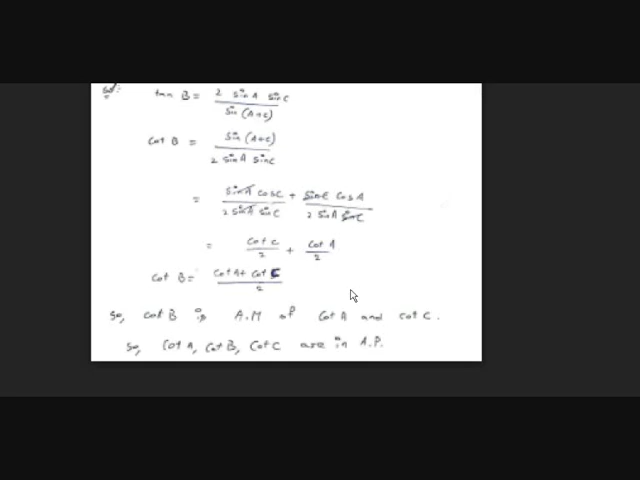 Sol: tan B = 2 sin A sin C / sin (A+C)
cot B = sin (A+C) / 2 sin A sin C
= sin A cos C / 2 sin A sin C + sin C cos A / 2 sin A sin C
= cot C / 2 + cot A / 2
cot B = cot A + cot C / 2
So, cot B is A.M of cot A and cot C.
So, cot A, cot B, cot C are in A.P.